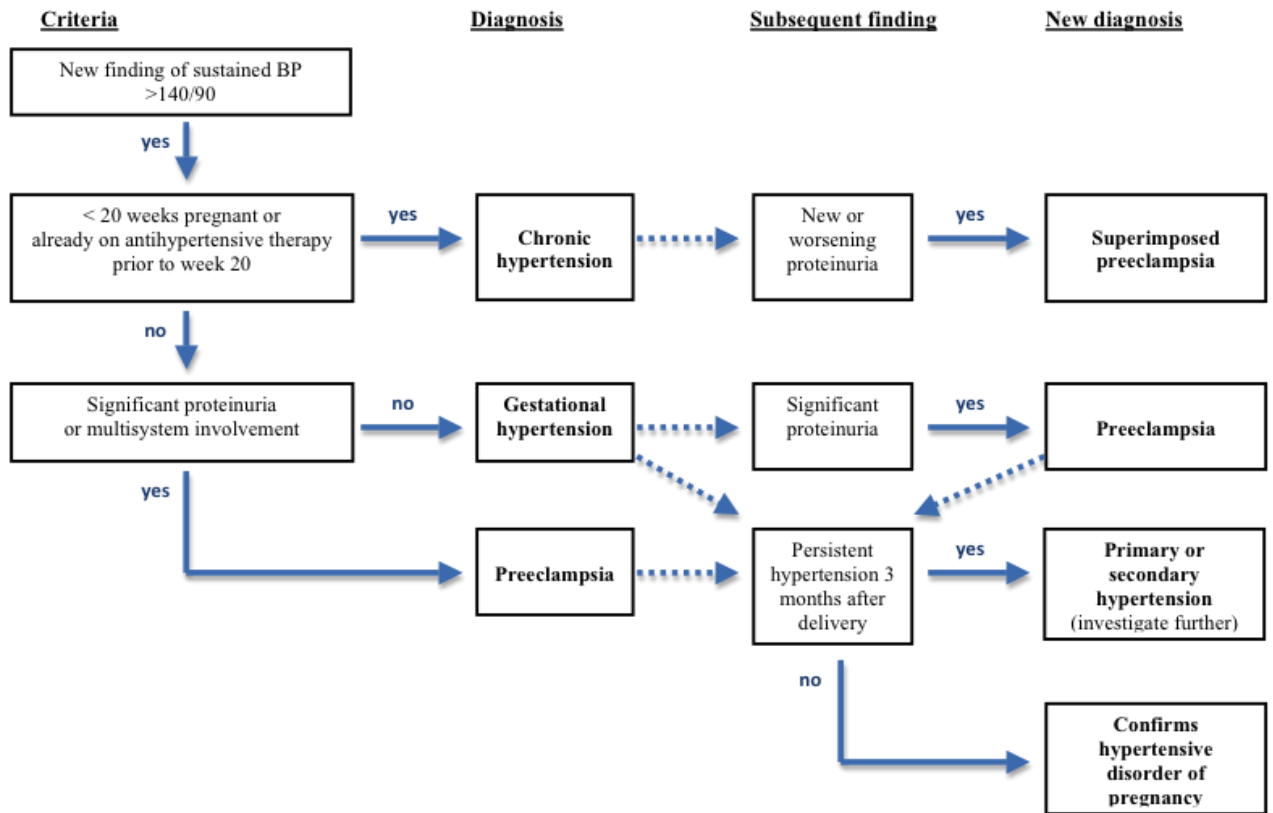 Criteria
Diagnosis
Subsequent finding
New diagnosis
New finding of sustained BP
>140/90
yes
< 20 weeks pregnant or
already on antihypertensive therapy
prior to week 20
yes
Chronic
hypertension
New or
worsening
proteinuria
yes
Superimposed
preeclampsia
no
Significant proteinuria
or multisystem involvement
no
Gestational
hypertension
Significant
proteinuria
yes
Preeclampsia
yes
Preeclampsia
Persistent
hypertension 3
months after
delivery
yes
Primary or
secondary
hypertension
(investigate further)
no
Confirms
hypertensive
disorder of
pregnancy